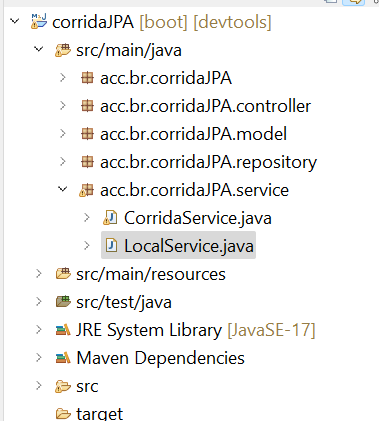 corridaJPA [boot] [devtools]
src/main/java
acc.br.corridaJPA
acc.br.corridaJPA.controller
acc.br.corridaJPA.model
acc.br.corridaJPA.repository
acc.br.corridaJPA.service
CorridaService.java
LocalService.java
src/main/resources
src/test/java
JRE System Library [JavaSE-17]
Maven Dependencies
src
target